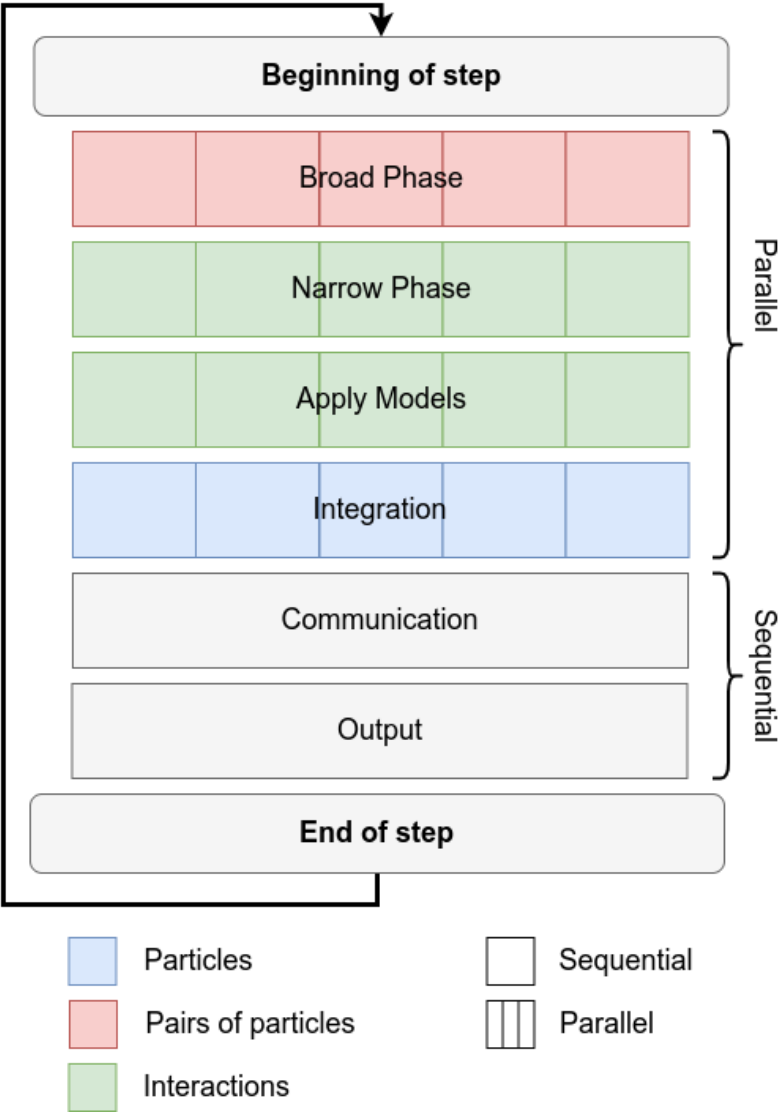 Beginning of step
Broad Phase
Narrow Phase
Apply Models
Integration
Parallel
Communication
Output
Sequential
End of step
Particles
Pairs of particles
Interactions
Sequential
Parallel